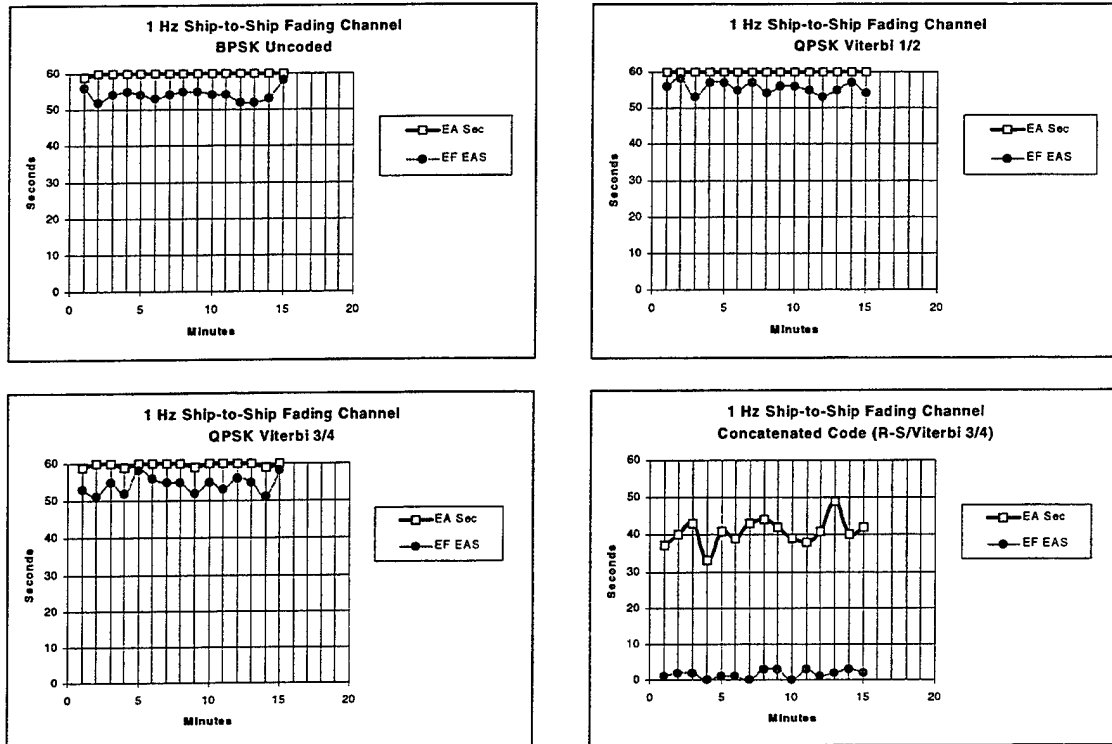 1 Hz Ship-to-Ship Fading Channel
BPSK Uncoded
60
50
40
30
20
10
0
Seconds
0 5 10 15 20
Minutes
EA Sec
EF EAS
1 Hz Ship-to-Ship Fading Channel
QPSK Viterbi 1/2
60
50
40
30
20
10
0
Seconds
0 5 10 15 20
Minutes
EA Sec
EF EAS
1 Hz Ship-to-Ship Fading Channel
QPSK Viterbi 3/4
60
50
40
30
20
10
0
Seconds
0 5 10 15 20
Minutes
EA Sec
EF EAS
1 Hz Ship-to-Ship Fading Channel
Concatenated Code (R-S/Viterbi 3/4)
60
50
40
30
20
10
0
Seconds
0 5 10 15 20
Minutes
EA Sec
EF EAS